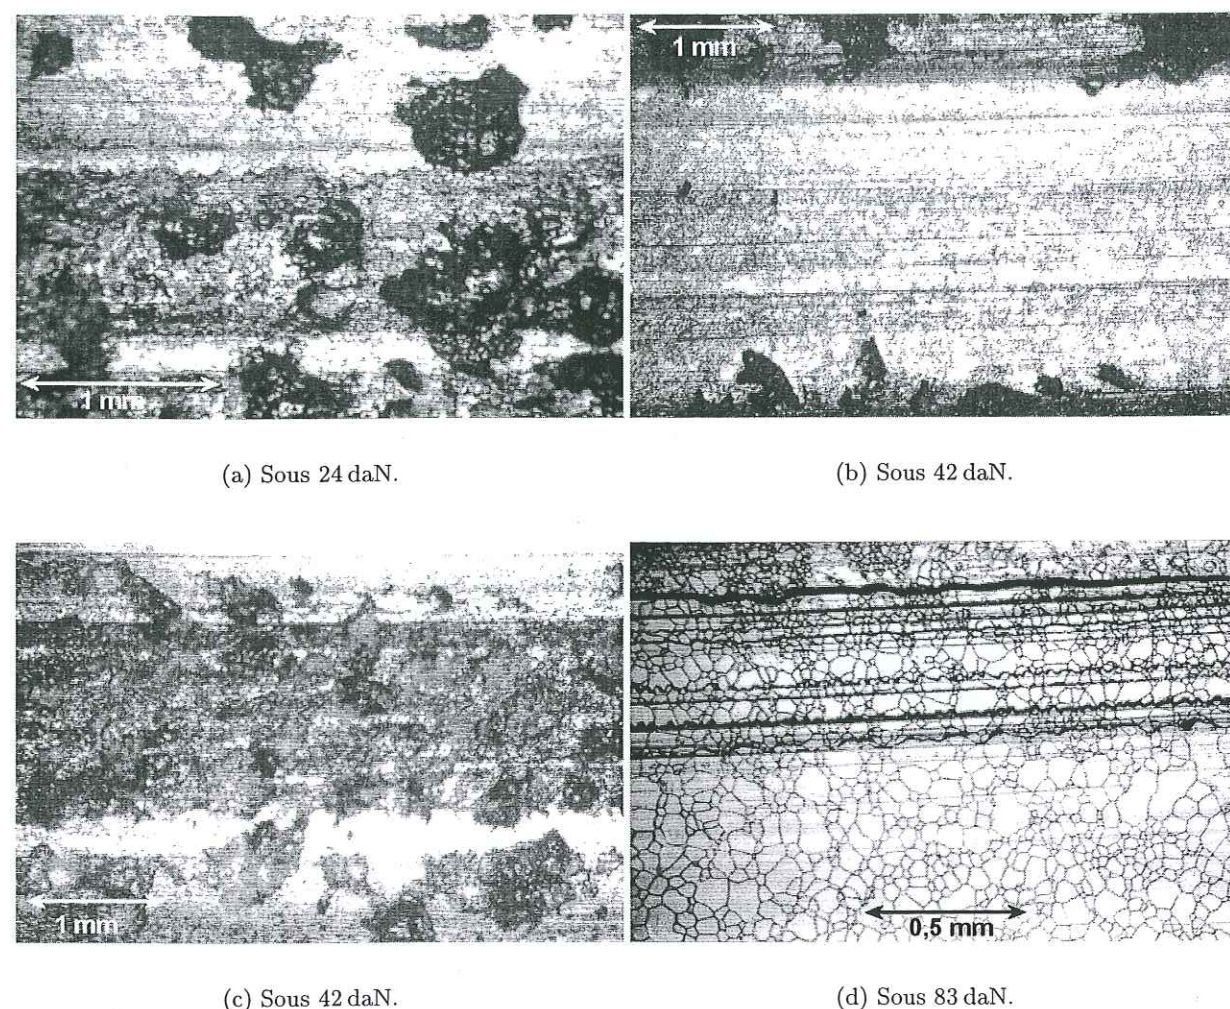 1 mm
1 mm
(a) Sous 24 daN.
(b) Sous 42 daN.
1 mm
0,5 mm
(c) Sous 42 daN.
(d) Sous 83 daN.